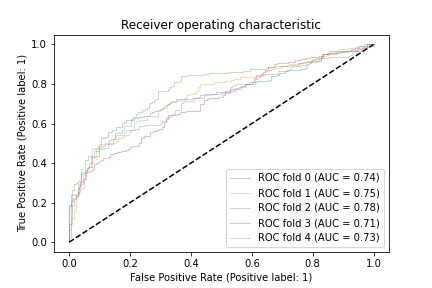 Receiver operating characteristic
True Positive Rate (Positive label: 1)
1.0
0.8
0.6
0.4
0.2
0.0
ROC fold 0 (AUC = 0.74)
ROC fold 1 (AUC = 0.75)
ROC fold 2 (AUC = 0.78)
ROC fold 3 (AUC = 0.71)
ROC fold 4 (AUC = 0.73)
0.0 0.2 0.4 0.6 0.8 1.0
False Positive Rate (Positive label: 1)